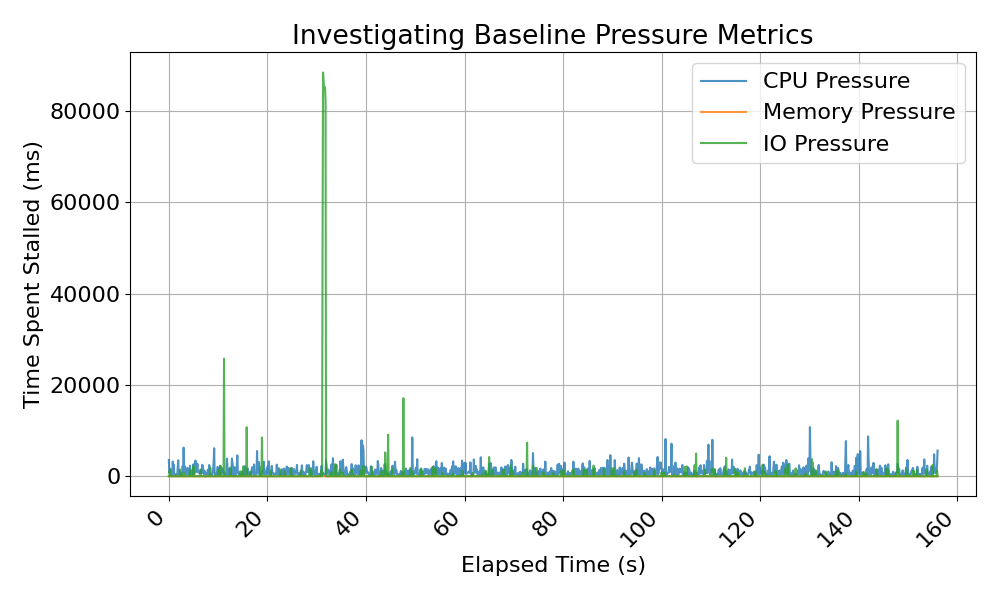 Investigating Baseline Pressure Metrics
CPU Pressure
Memory Pressure
IO Pressure
Time Spent Stalled (ms)
80000
60000
40000
20000
0
0
20
40
60
80
100
120
140
160
Elapsed Time (s)